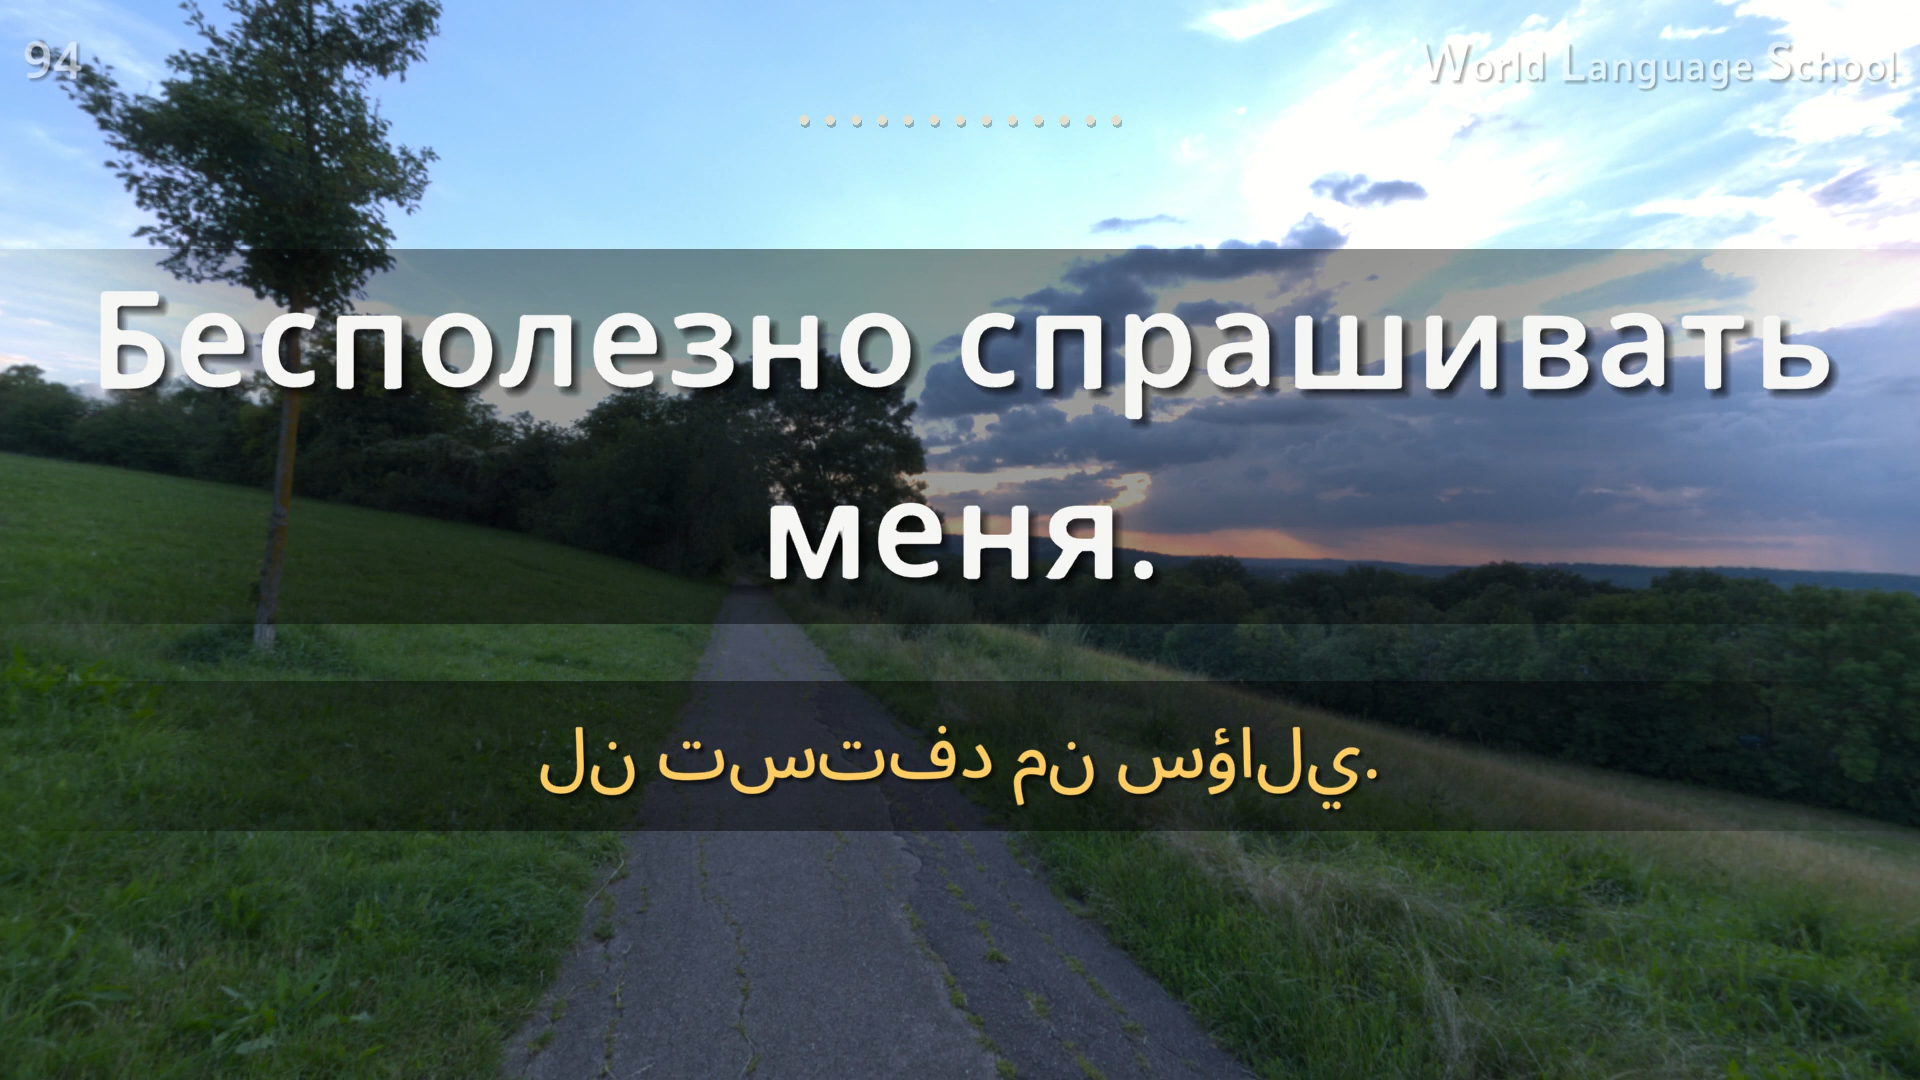 94
World Language School
Бесполезно спрашивать
меня.
لن تستفد من سؤالي.